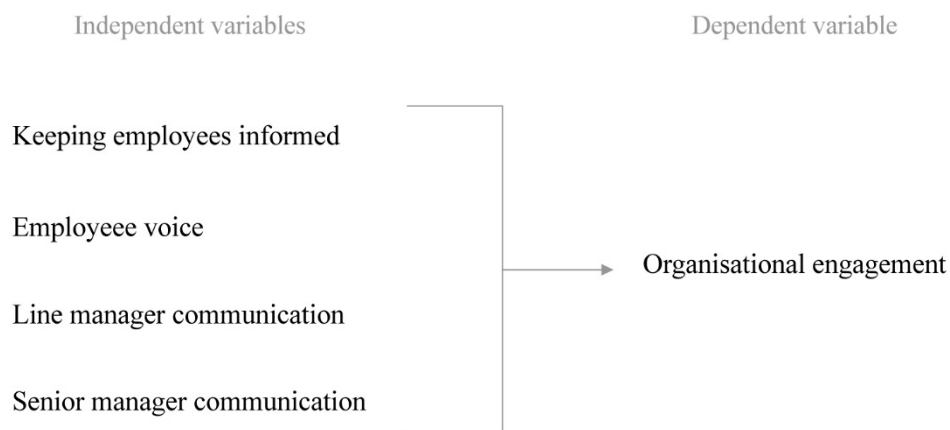 Independent variables
Dependent variable
Keeping employees informed
Employeee voice
Organisational engagement
Line manager communication
Senior manager communication